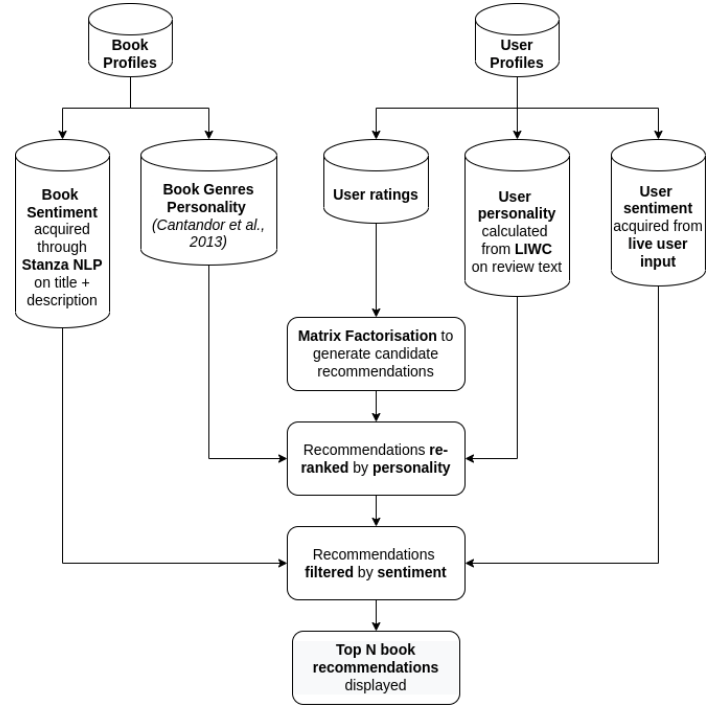 Book
Profiles
User
Profiles
Book
Sentiment
acquired
through
Stanza NLP
on title +
description
Book Genres
Personality
(Cantandor et al.,
2013)
User ratings
User
personality
calculated
from LIWC
on review text
User
sentiment
acquired from
live user
input
Matrix Factorisation to
generate candidate
recommendations
Recommendations re-
ranked by personality
Recommendations
filtered by sentiment
Top N book
recommendations
displayed